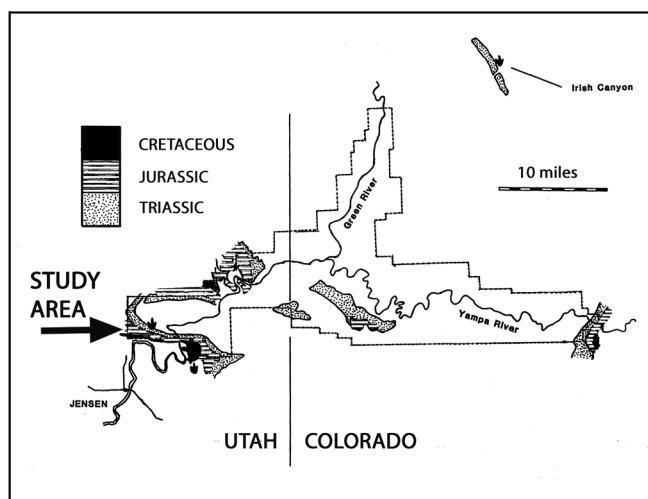 Irish Canyon
CRETACEOUS
JURASSIC
TRIASSIC
10 miles
Green River
STUDY
AREA
Yampa River
JENSEN
UTAH
COLORADO